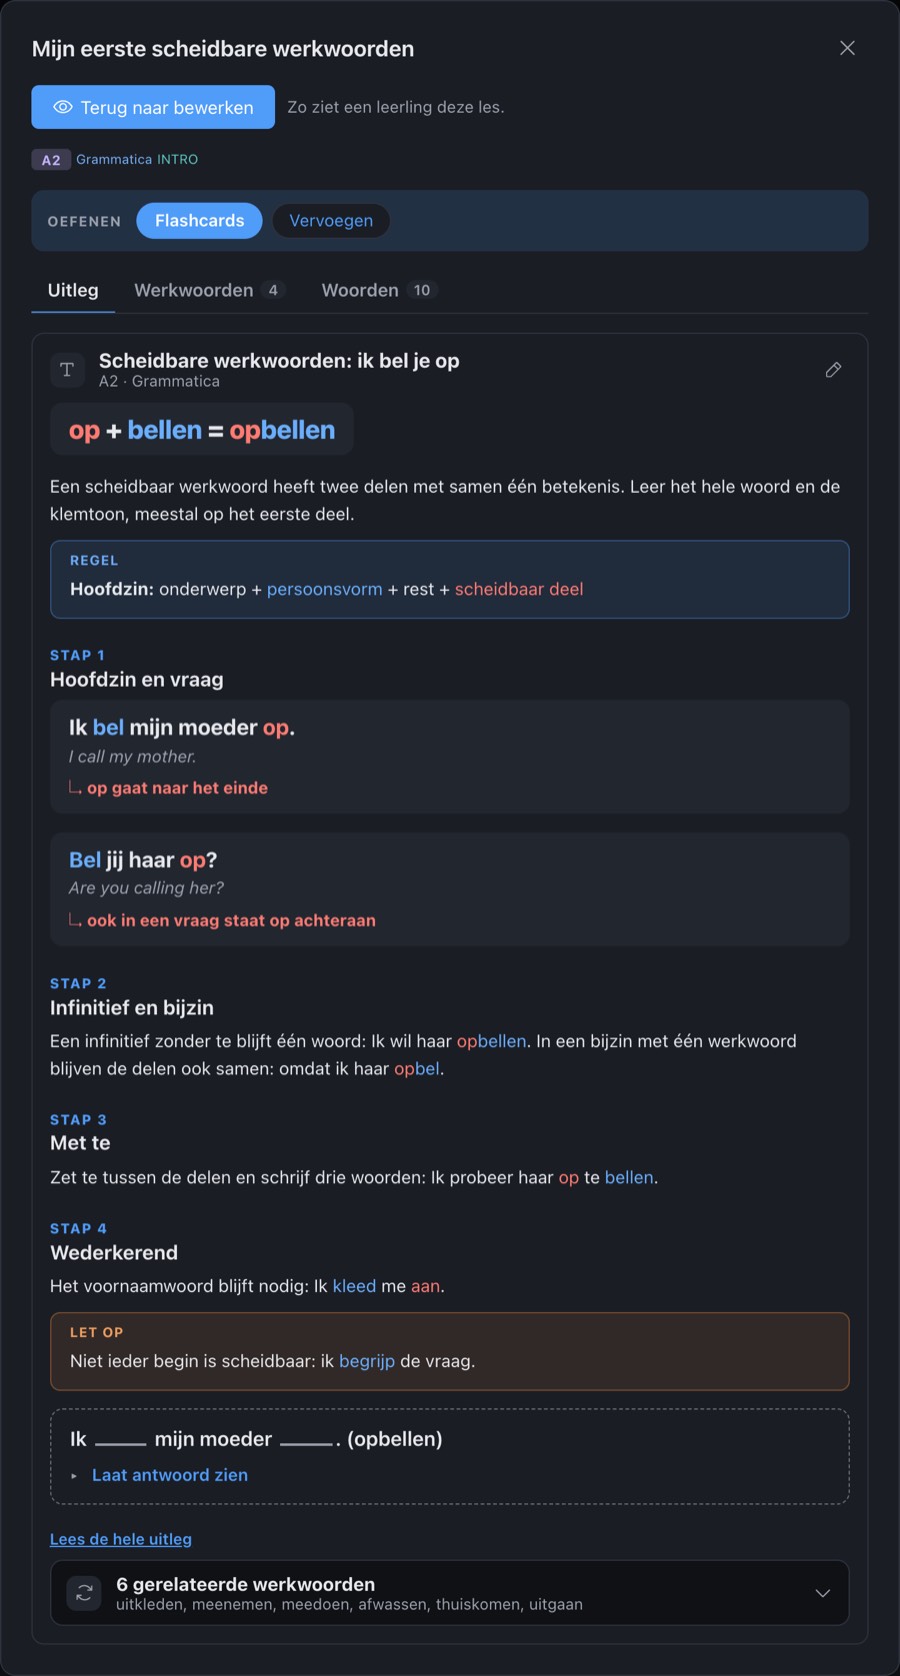 Mijn eerste scheidbare werkwoorden
Terug naar bewerken
Zo ziet een leerling deze les.
A2 Grammatica INTRO
OEFENEN Flashcards Vervoegen
Uitleg Werkwoorden 4 Woorden 10
T
Scheidbare werkwoorden: ik bel je op
A2 · Grammatica
op + bellen = opbellen
Een scheidbaar werkwoord heeft twee delen met samen één betekenis. Leer het hele woord en de
klemtoon, meestal op het eerste deel.
REGEL
Hoofdzin: onderwerp + persoonsvorm + rest + scheidbaar deel
STAP 1
Hoofdzin en vraag
Ik bel mijn moeder op.
I call my mother.
op gaat naar het einde
Bel jij haar op?
Are you calling her?
ook in een vraag staat op achteraan
STAP 2
Infinitief en bijzin
Een infinitief zonder te blijft één woord: Ik wil haar opbellen. In een bijzin met één werkwoord
blijven de delen ook samen: omdat ik haar opbel.
STAP 3
Met te
Zet te tussen de delen en schrijf drie woorden: Ik probeer haar op te bellen.
STAP 4
Wederkerend
Het voornaamwoord blijft nodig: Ik kleed me aan.
LET OP
Niet ieder begin is scheidbaar: ik begrijp de vraag.
Ik _____ mijn moeder _____. (opbellen)
Laat antwoord zien
Lees de hele uitleg
6 gerelateerde werkwoorden
uitkleden, meenemen, meedoen, afwassen, thuiskomen, uitgaan